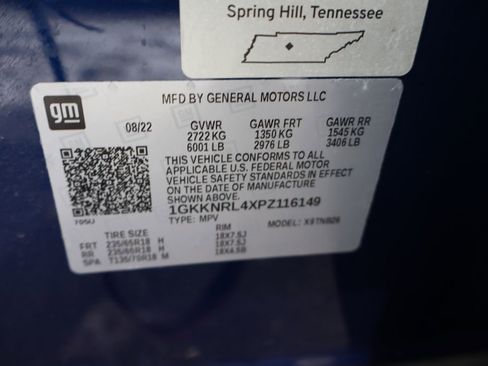 Spring Hill, Tennessee
gm
MFD BY GENERAL MOTORS LLC
08/22 GVWR GAWR FRT GAWR RR
2722 KG 1350 KG 1545 KG
6001 LB 2976 LB 3406 LB
THIS VEHICLE CONFORMS TO ALL
APPLICABLE U.S. FEDERAL MOTOR
VEHICLE SAFETY STANDARDS IN EFFECT
ON THE DATE OF MANUFACTURE
SHOWN ABOVE.
1GKKNRL4XPZ116149
705U TYPE: MPV MODEL:
TIRE SIZE RIM
FRT 235/65R18 H 18X7.5J
RR 235/65R18 H 18X7.5J
SPA T135/70R18 M 18X4.5B